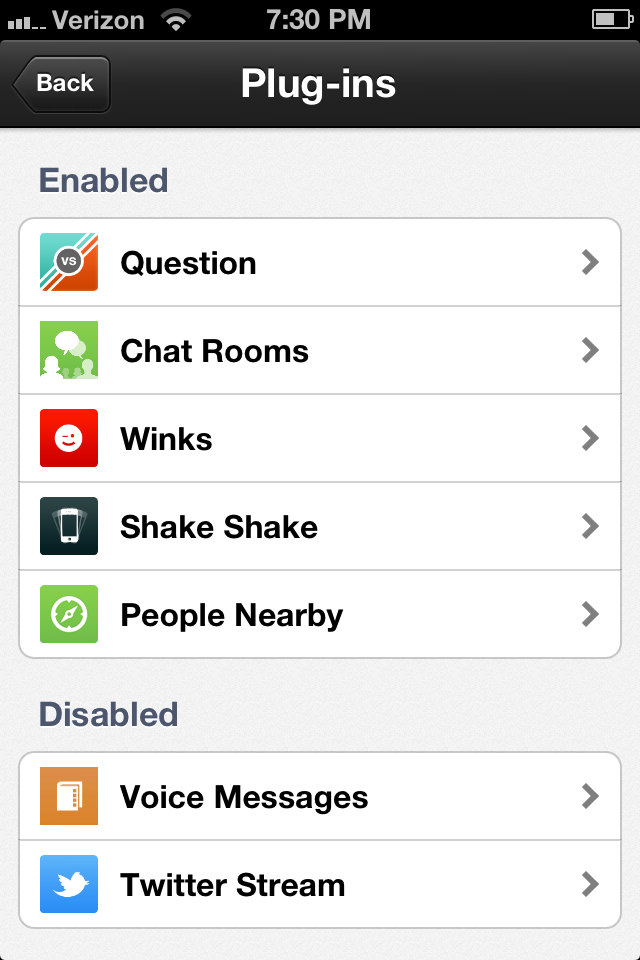 Verizon 7:30 PM
Back Plug-ins
Enabled
VS Question
Chat Rooms
Winks
Shake Shake
People Nearby
Disabled
Voice Messages
Twitter Stream